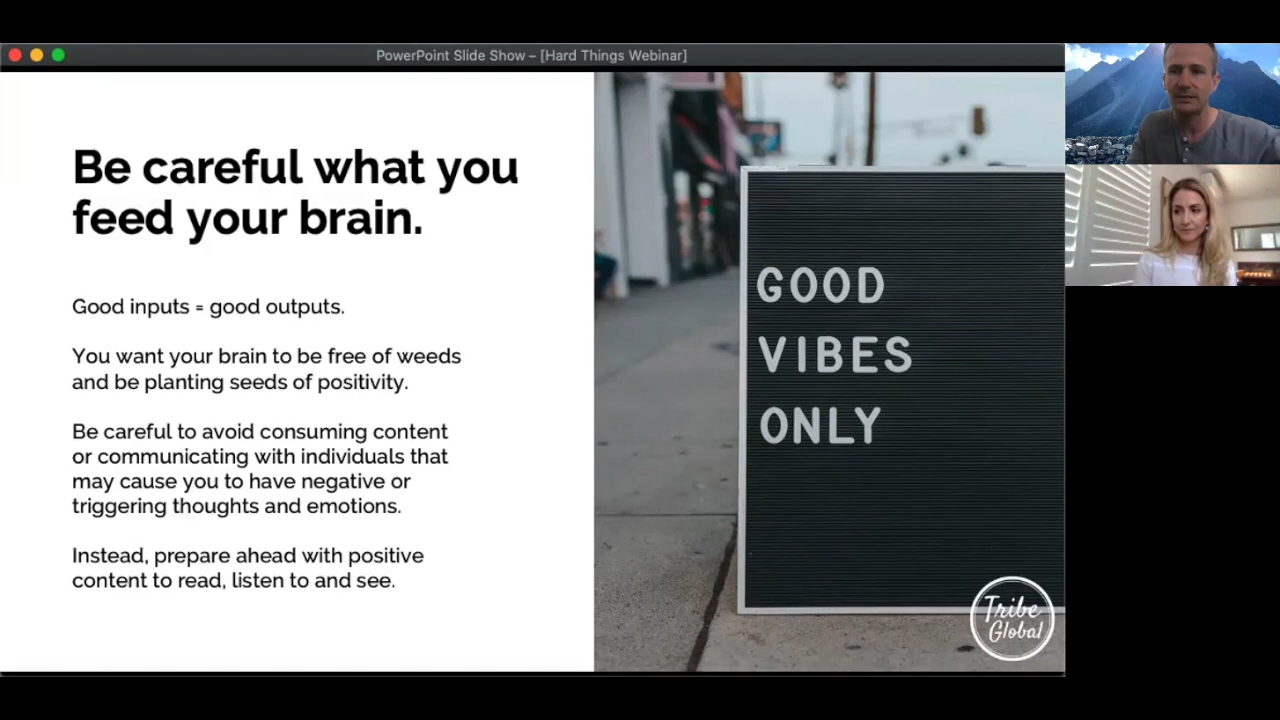 PowerPoint Slide Show – [Hard Things Webinar]
Be careful what you
feed your brain.
Good inputs = good outputs.
You want your brain to be free of weeds
and be planting seeds of positivity.
Be careful to avoid consuming content
or communicating with individuals that
may cause you to have negative or
triggering thoughts and emotions.
Instead, prepare ahead with positive
content to read, listen to and see.
GOOD
VIBES
ONLY
Tribe
Global